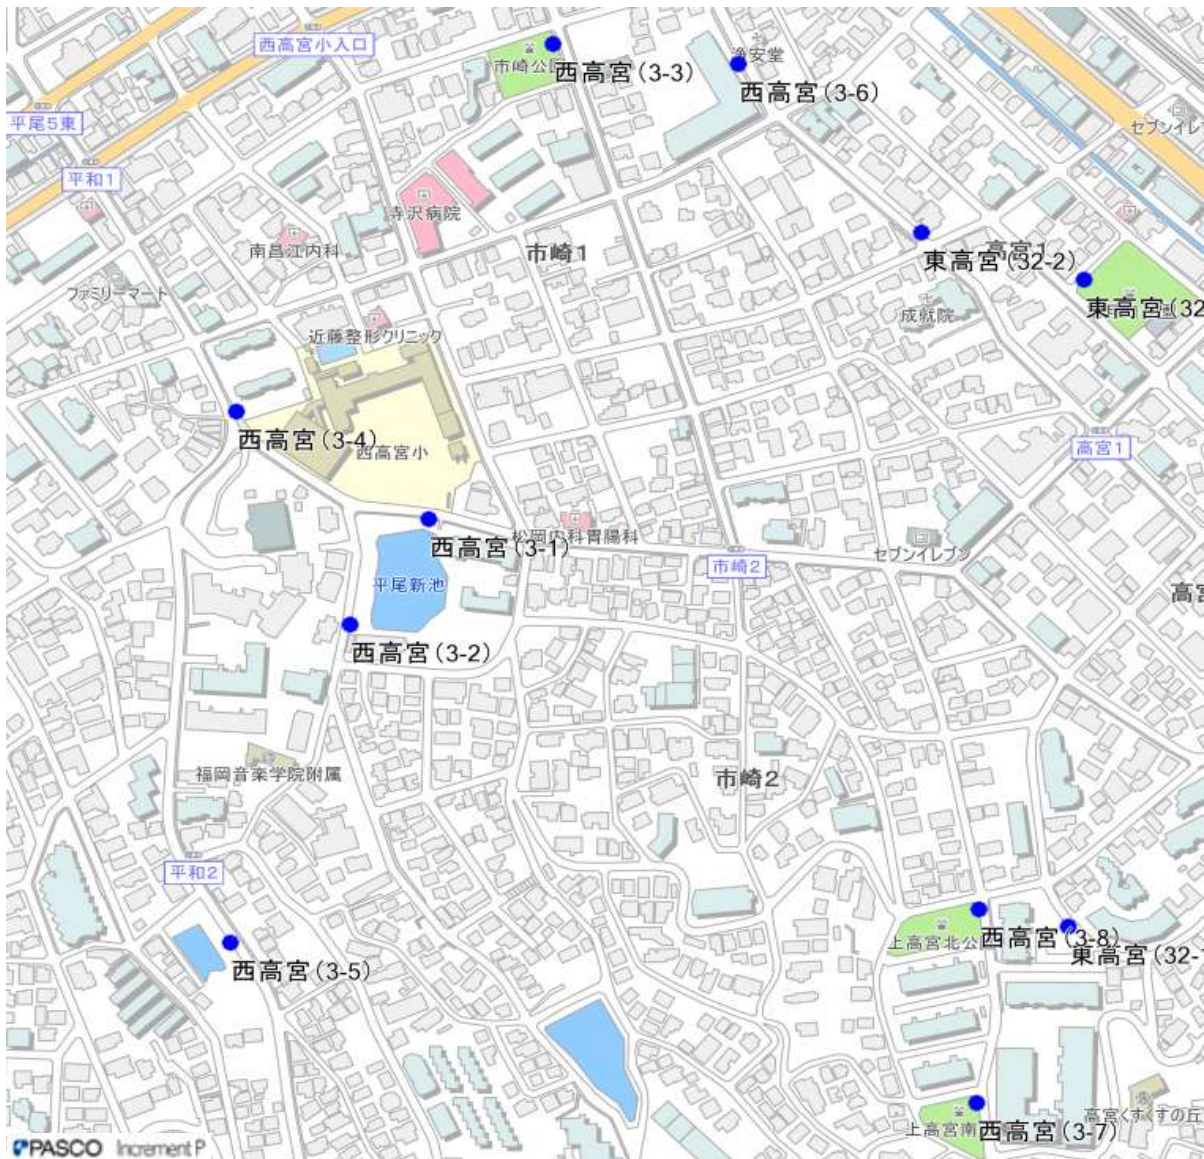 西高宮小入口
浄安堂
市崎公園
西高宮(3-3)
西高宮(3-6)
平尾5東
平和1
寺沢病院
南昌江内科
市崎1
高宮1
東高宮(32-2)
ファミリーマート
東高宮(32
成就院
近藤整形クリニック
西高宮(3-4)
西高宮小
高宮1
西高宮(3-1)
松岡内科胃腸科
市崎2
セブンイレブン
平尾新池
西高宮(3-2)
福岡音楽学院附属
市崎2
平和2
上高宮北公
西高宮(3-8)
東高宮(32-
西高宮(3-5)
上高宮南
西高宮(3-7)
高宮くすくすの丘
PASCO Increment P